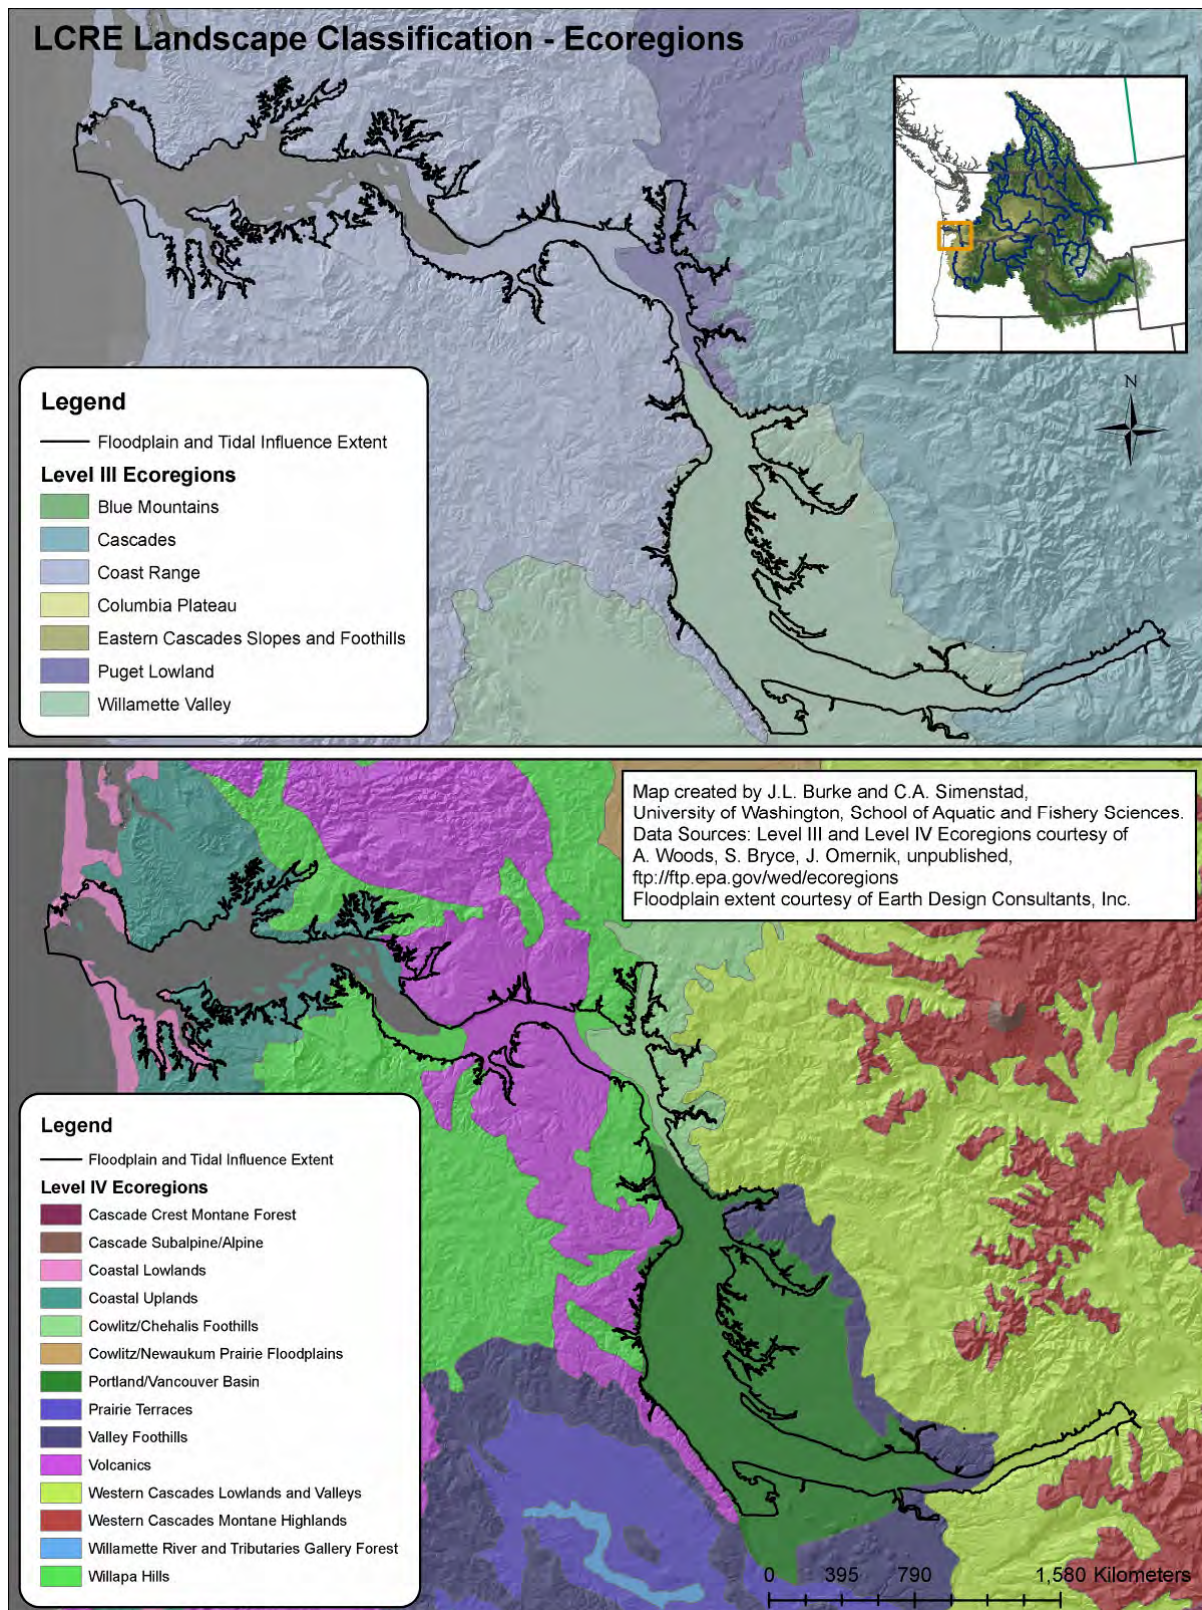 LCRE Landscape Classification - Ecoregions
N
Legend
Floodplain and Tidal Influence Extent
Level III Ecoregions
Blue Mountains
Cascades
Coast Range
Columbia Plateau
Eastern Cascades Slopes and Foothills
Puget Lowland
Willamette Valley
Map created by J.L. Burke and C.A. Simenstad,
University of Washington, School of Aquatic and Fishery Sciences.
Data Sources: Level III and Level IV Ecoregions courtesy of
A. Woods, S. Bryce, J. Omernik, unpublished,
ftp://ftp.epa.gov/wed/ecoregions
Floodplain extent courtesy of Earth Design Consultants, Inc.
Legend
Floodplain and Tidal Influence Extent
Level IV Ecoregions
Cascade Crest Montane Forest
Cascade Subalpine/Alpine
Coastal Lowlands
Coastal Uplands
Cowlitz/Chehalis Foothills
Cowlitz/Newaukum Prairie Floodplains
Portland/Vancouver Basin
Prairie Terraces
Valley Foothills
Volcanics
Western Cascades Lowlands and Valleys
Western Cascades Montane Highlands
Willamette River and Tributaries Gallery Forest
Willapa Hills
0 395 790 1,580 Kilometers